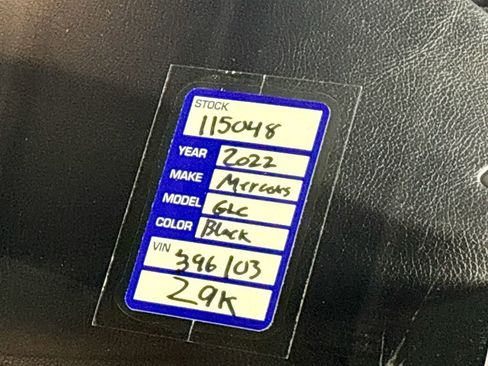 STOCK
115048
YEAR 2022
MAKE Mercedes
MODEL GLC
COLOR Black
VIN 396103
29K